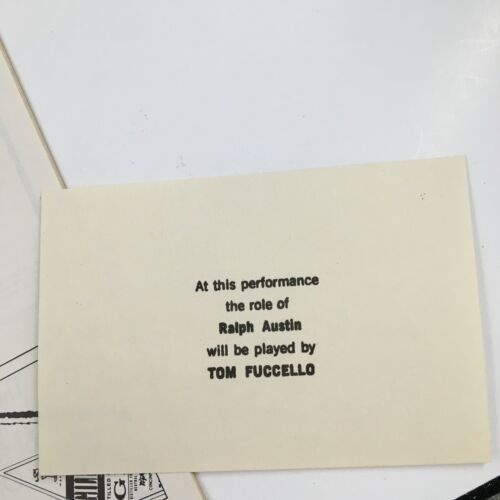 At this performance
the role of
Ralph Austin
will be played by
TOM FUCCELLO